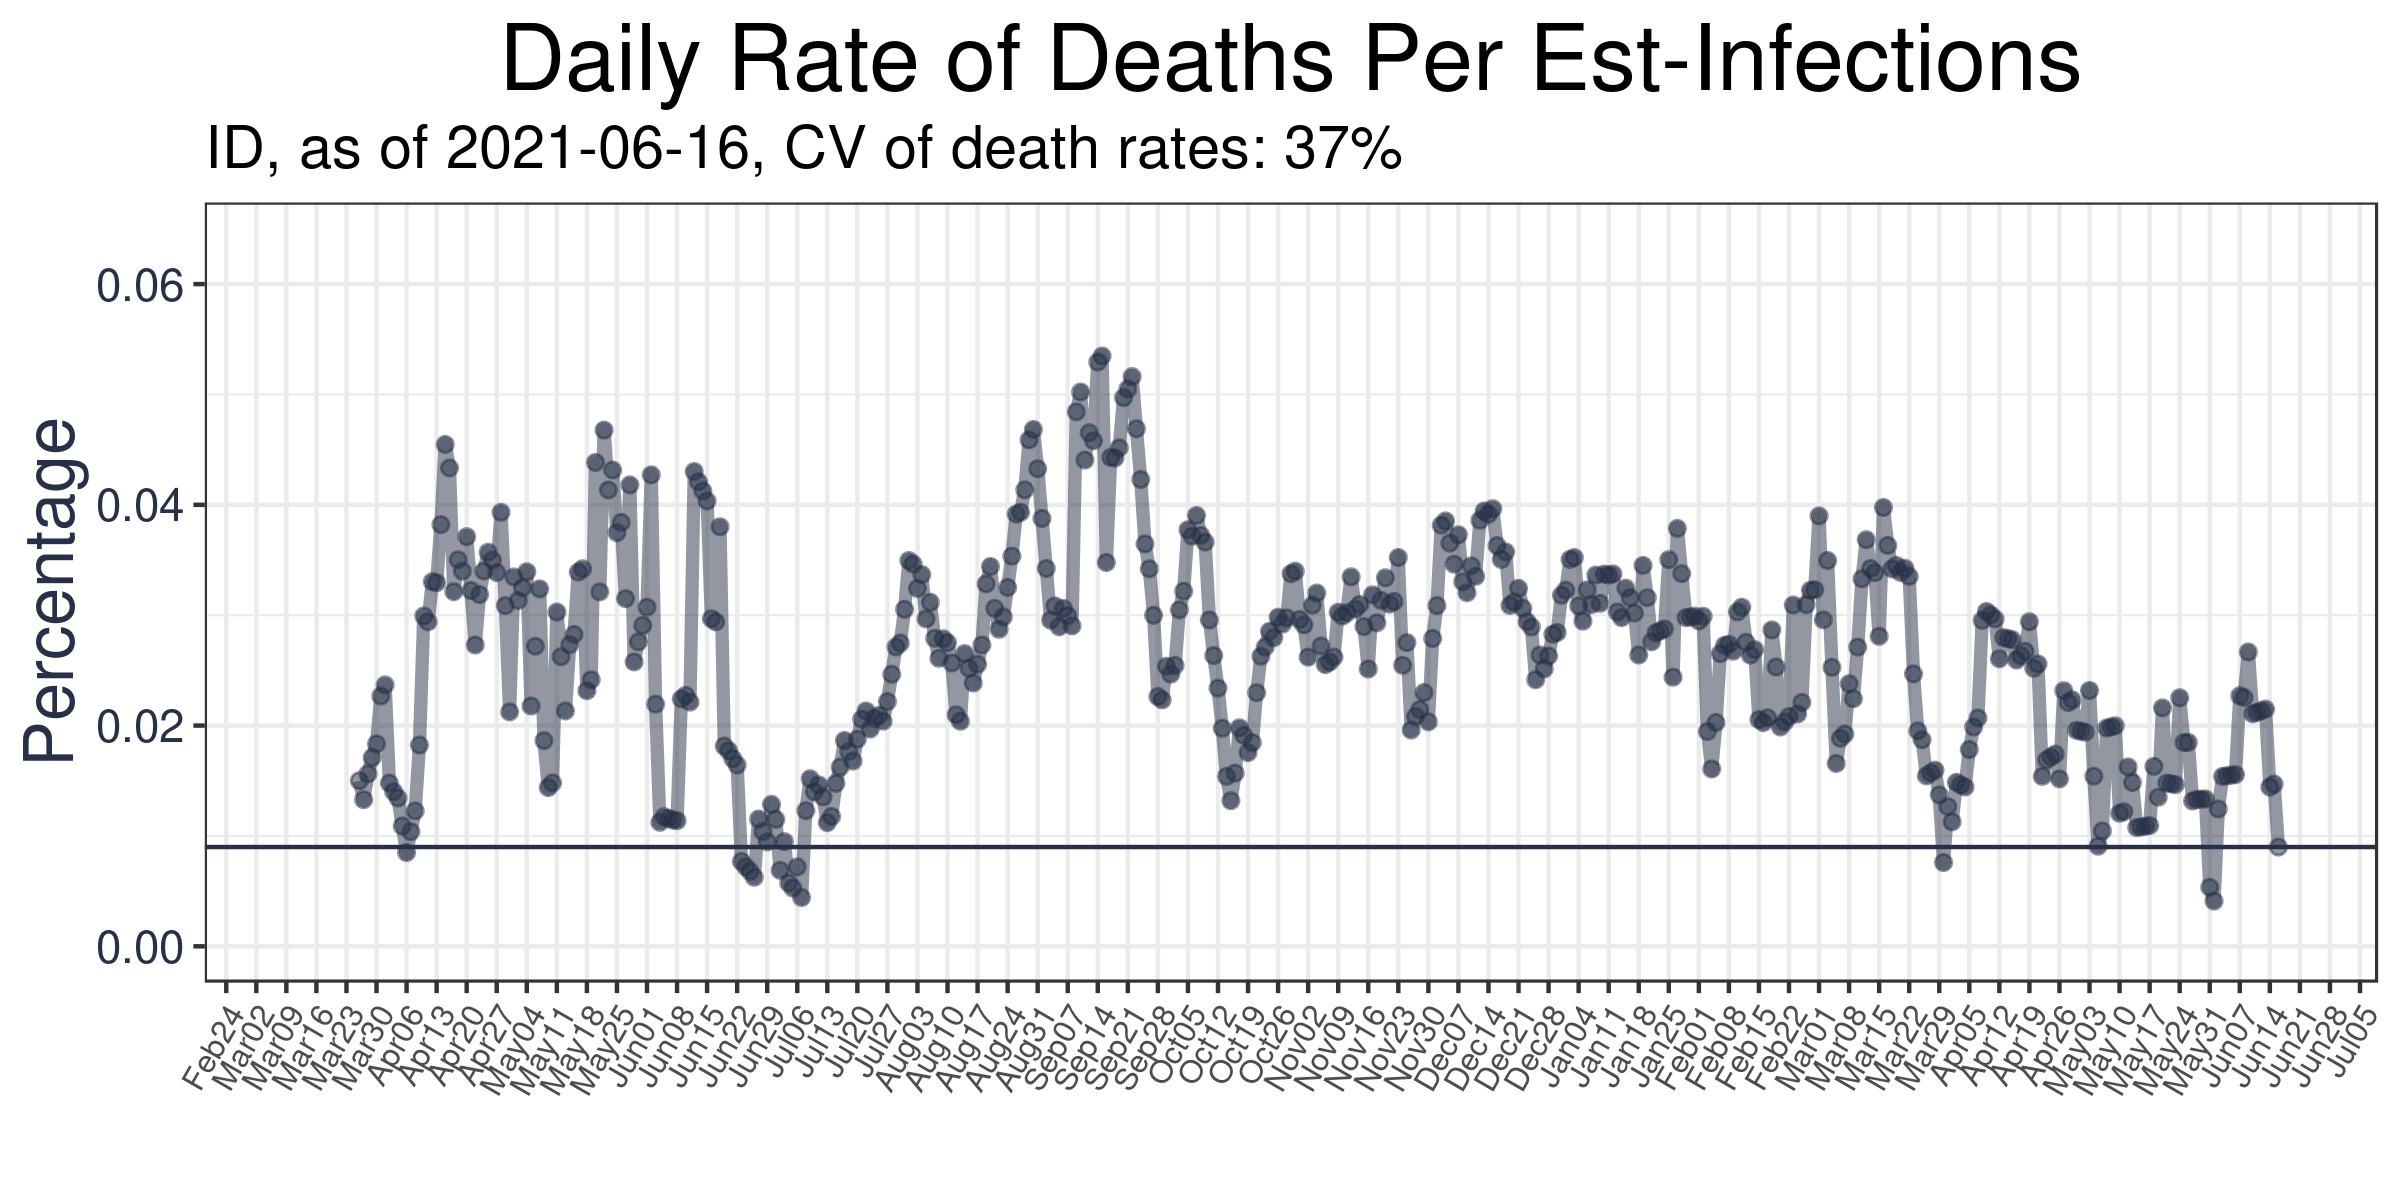 Daily Rate of Deaths Per Est-Infections
ID, as of 2021-06-16, CV of death rates: 37%
Percentage
0.06
0.04
0.02
0.00
Feb24
Mar02
Mar09
Mar16
Mar23
Mar30
Apr06
Apr13
Apr20
Apr27
May04
May11
May18
May25
Jun01
Jun08
Jun15
Jun22
Jun29
Jul06
Jul13
Jul20
Jul27
Aug03
Aug10
Aug17
Aug24
Aug31
Sep07
Sep14
Sep21
Sep28
Oct05
Oct12
Oct19
Oct26
Nov02
Nov09
Nov16
Nov23
Nov30
Dec07
Dec14
Dec21
Dec28
Jan04
Jan11
Jan18
Jan25
Feb01
Feb08
Feb15
Feb22
Mar01
Mar08
Mar15
Mar22
Mar29
Apr05
Apr12
Apr19
Apr26
May03
May10
May17
May24
May31
Jun07
Jun14
Jun21
Jun28
Jul05